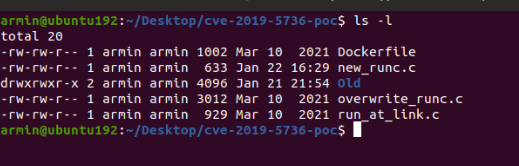 armin@ubuntu192:~/Desktop/cve-2019-5736-poc$ ls -l
total 20
-rw-rw-r-- 1 armin armin 1002 Mar 10  2021 Dockerfile
-rw-rw-r-- 1 armin armin  633 Jan 22 16:29 new_runc.c
drwxrwxr-x 2 armin armin 4096 Jan 21 21:54 Old
-rw-rw-r-- 1 armin armin 3012 Mar 10  2021 overwrite_runc.c
-rw-rw-r-- 1 armin armin  929 Mar 10  2021 run_at_link.c
armin@ubuntu192:~/Desktop/cve-2019-5736-poc$